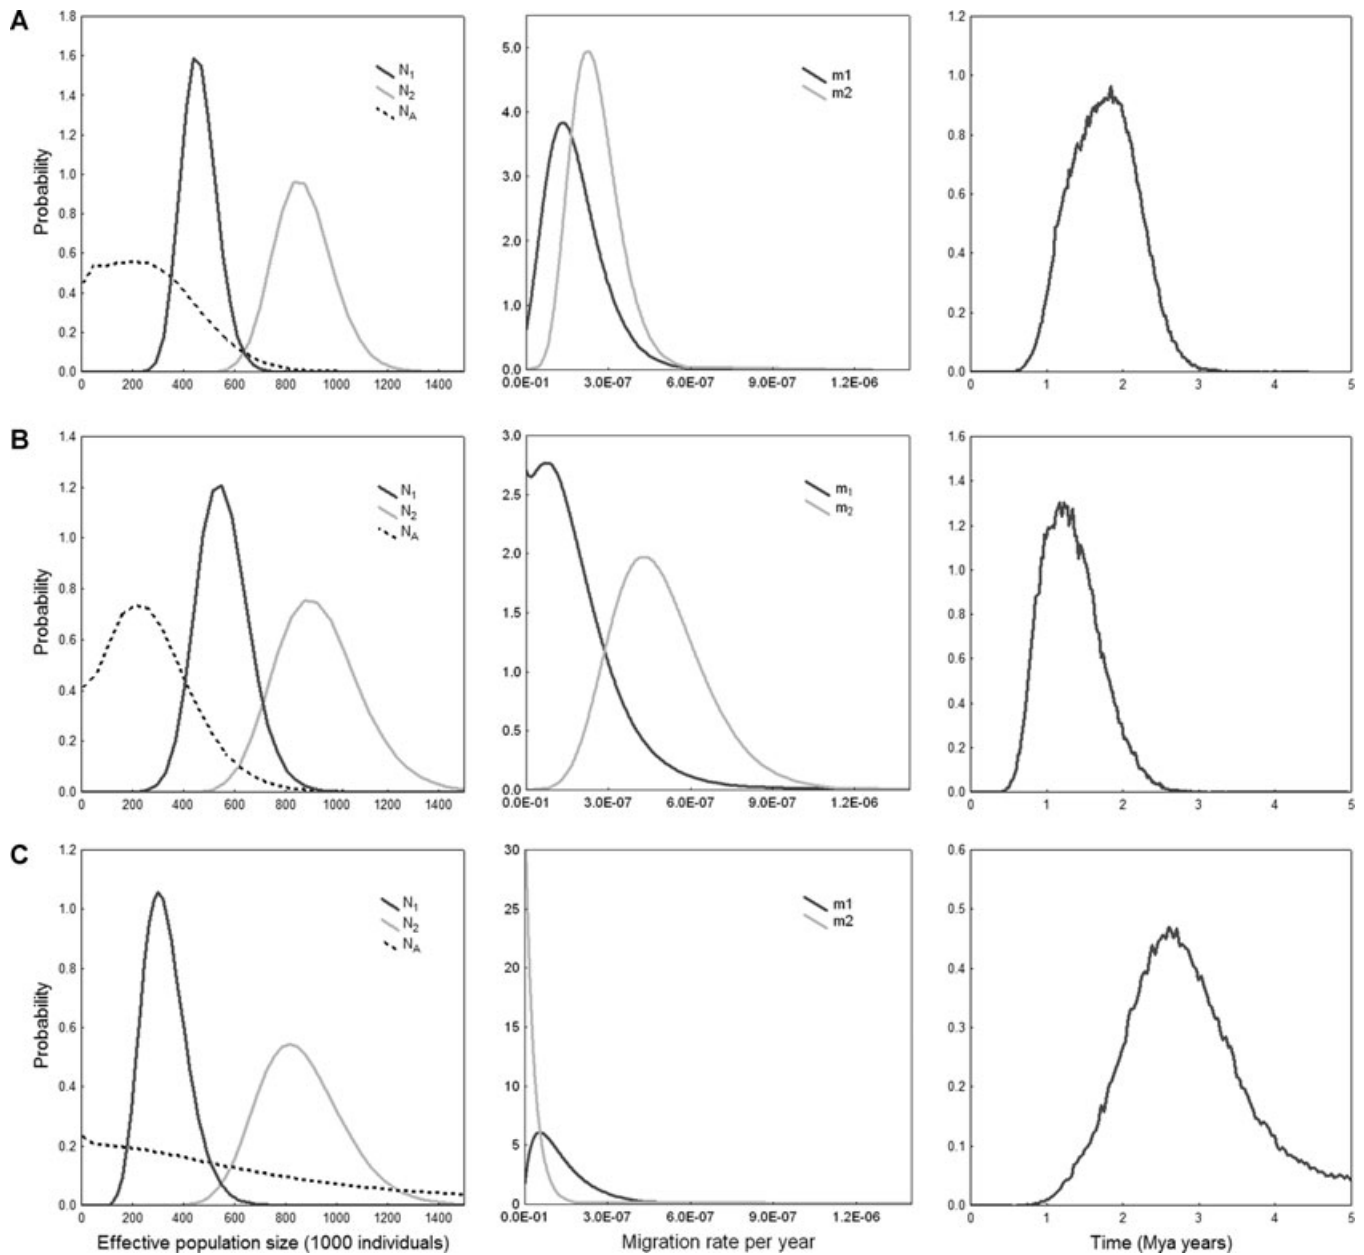 A
Probability
1.8
1.6
1.4
1.2
1.0
0.8
0.6
0.4
0.2
0.0
0 200 400 600 800 1000 1200 1400
N1
N2
NA
5.0
4.0
3.0
2.0
1.0
0.0
0.0E-01 3.0E-07 6.0E-07 9.0E-07 1.2E-06
m1
m2
1.2
1.0
0.8
0.6
0.4
0.2
0.0
0 1 2 3 4 5
B
Probability
1.4
1.2
1.0
0.8
0.6
0.4
0.2
0.0
0 200 400 600 800 1000 1200 1400
N1
N2
NA
3.0
2.5
2.0
1.5
1.0
0.5
0.0
0.0E-01 3.0E-07 6.0E-07 9.0E-07 1.2E-06
m1
m2
1.6
1.4
1.2
1.0
0.8
0.6
0.4
0.2
0.0
0 1 2 3 4 5
C
Probability
1.2
1.0
0.8
0.6
0.4
0.2
0.0
0 200 400 600 800 1000 1200 1400
Effective population size (1000 individuals)
N1
N2
NA
30
25
20
15
10
5
0
0.0E-01 3.0E-07 6.0E-07 9.0E-07 1.2E-06
Migration rate per year
m1
m2
0.6
0.5
0.4
0.3
0.2
0.1
0.0
0 1 2 3 4 5
Time (Mya years)